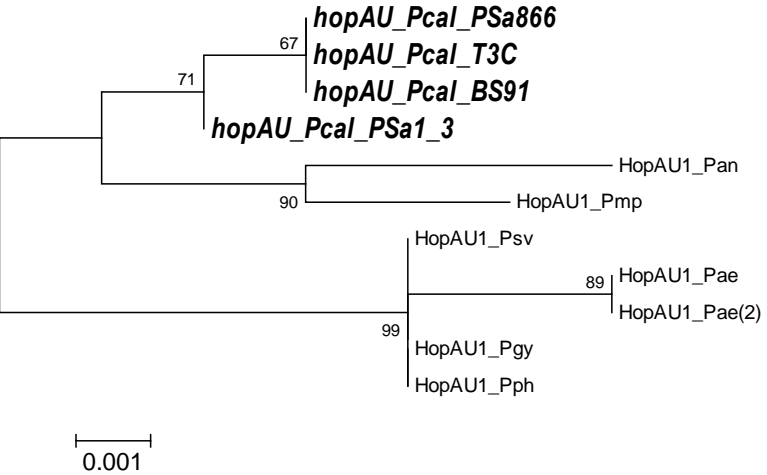 hopAU_Pcal_PSa866
67
hopAU_Pcal_T3C
71
hopAU_Pcal_BS91
hopAU_Pcal_PSa1_3
HopAU1_Pan
90
HopAU1_Pmp
HopAU1_Psv
89
HopAU1_Pae
HopAU1_Pae(2)
99
HopAU1_Pgy
HopAU1_Pph
0.001